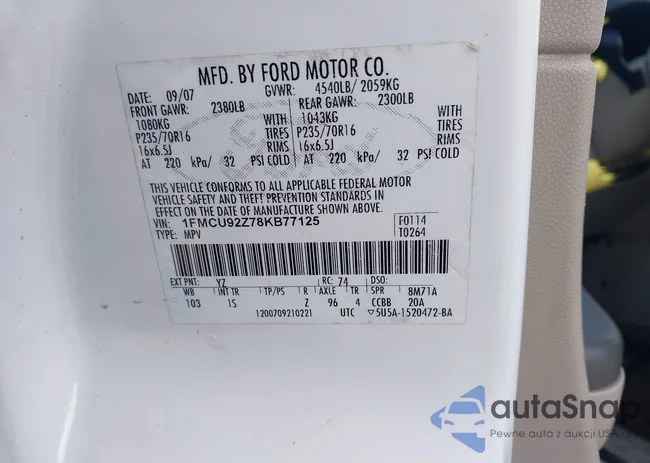 MFD. BY FORD MOTOR CO.
DATE: 09/07 GVWR: 4540LB/ 2059KG
FRONT GAWR: 2380LB REAR GAWR: 2300LB
1080KG WITH 1043KG WITH
P235/70R16 TIRES P235/70R16 TIRES
16x6.5J RIMS 16x6.5J RIMS
AT 220 kPa/ 32 PSI COLD AT 220 kPa/ 32 PSI COLD
THIS VEHICLE CONFORMS TO ALL APPLICABLE FEDERAL MOTOR
VEHICLE SAFETY AND THEFT PREVENTION STANDARDS IN
EFFECT ON THE DATE OF MANUFACTURE SHOWN ABOVE.
VIN: 1FMCU92Z78KB77125 F0114
TYPE: MPV T0264
EXT PNT: YZ RC: 74 DSO:
WB INT TR TP/PS R AXLE TR SPR 8M71A
103 1S Z 96 4 CCBB 20A
1200709210221 UTC ▽5U5A-1520472-BA
autaSnap
Pewne auta z aukcji USA